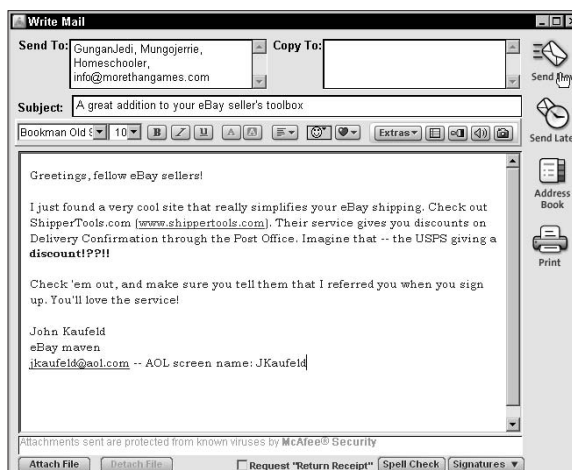 Write Mail
Send To:
GunganJedi, Mungojerrie,
Homeschooler,
info@morethangames.com
Copy To:
Send
Subject:
A great addition to your eBay seller's toolbox
Bookman Old
10
B I U A A
Extras
Send Late
Greetings, fellow eBay sellers!
I just found a very cool site that really simplifies your eBay shipping. Check out
ShipperTools.com (www.shippertools.com). Their service gives you discounts on
Delivery Confirmation through the Post Office. Imagine that -- the USPS giving a
discount!??!!
Check 'em out, and make sure you tell them that I referred you when you sign
up. You'll love the service!
John Kaufeld
eBay maven
jkaufeld@aol.com -- AOL screen name: JKaufeld
Address
Book
Print
Attachments sent are protected from known viruses by McAfee® Security
Attach File
Detach File
Request "Return Receipt"
Spell Check
Signatures